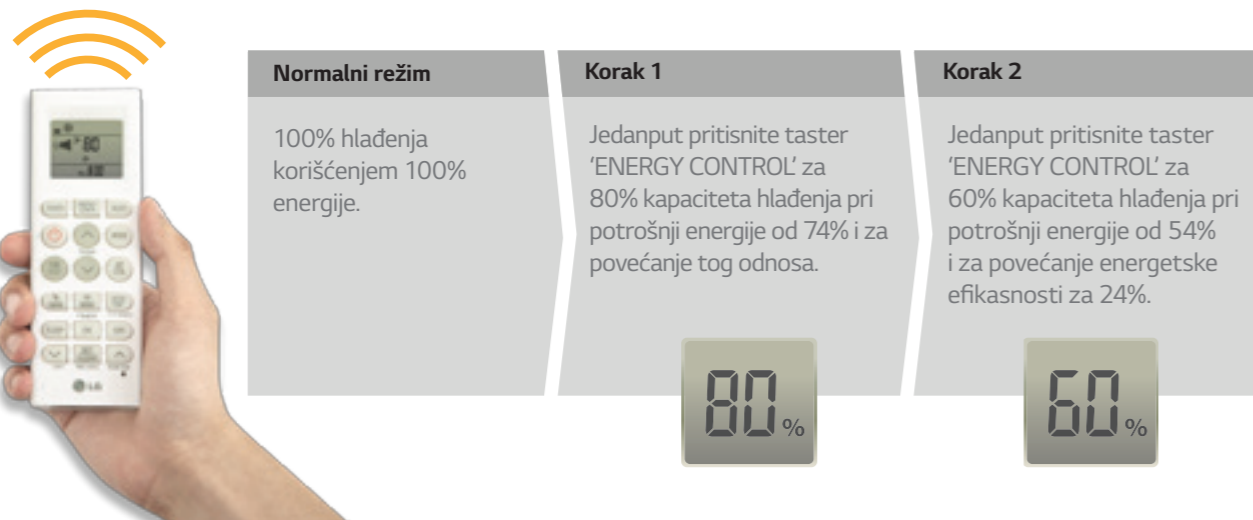 Normalni režim
100% hlađenja
korišćenjem 100%
energije.
Korak 1
Jedanput pritisnite taster
‘ENERGY CONTROL’ za
80% kapaciteta hlađenja pri
potrošnji energije od 74% i za
povećanje tog odnosa.
80%
Korak 2
Jedanput pritisnite taster
‘ENERGY CONTROL’ za
60% kapaciteta hlađenja pri
potrošnji energije od 54%
i za povećanje energetske
efikasnosti za 24%.
60%
80
LG